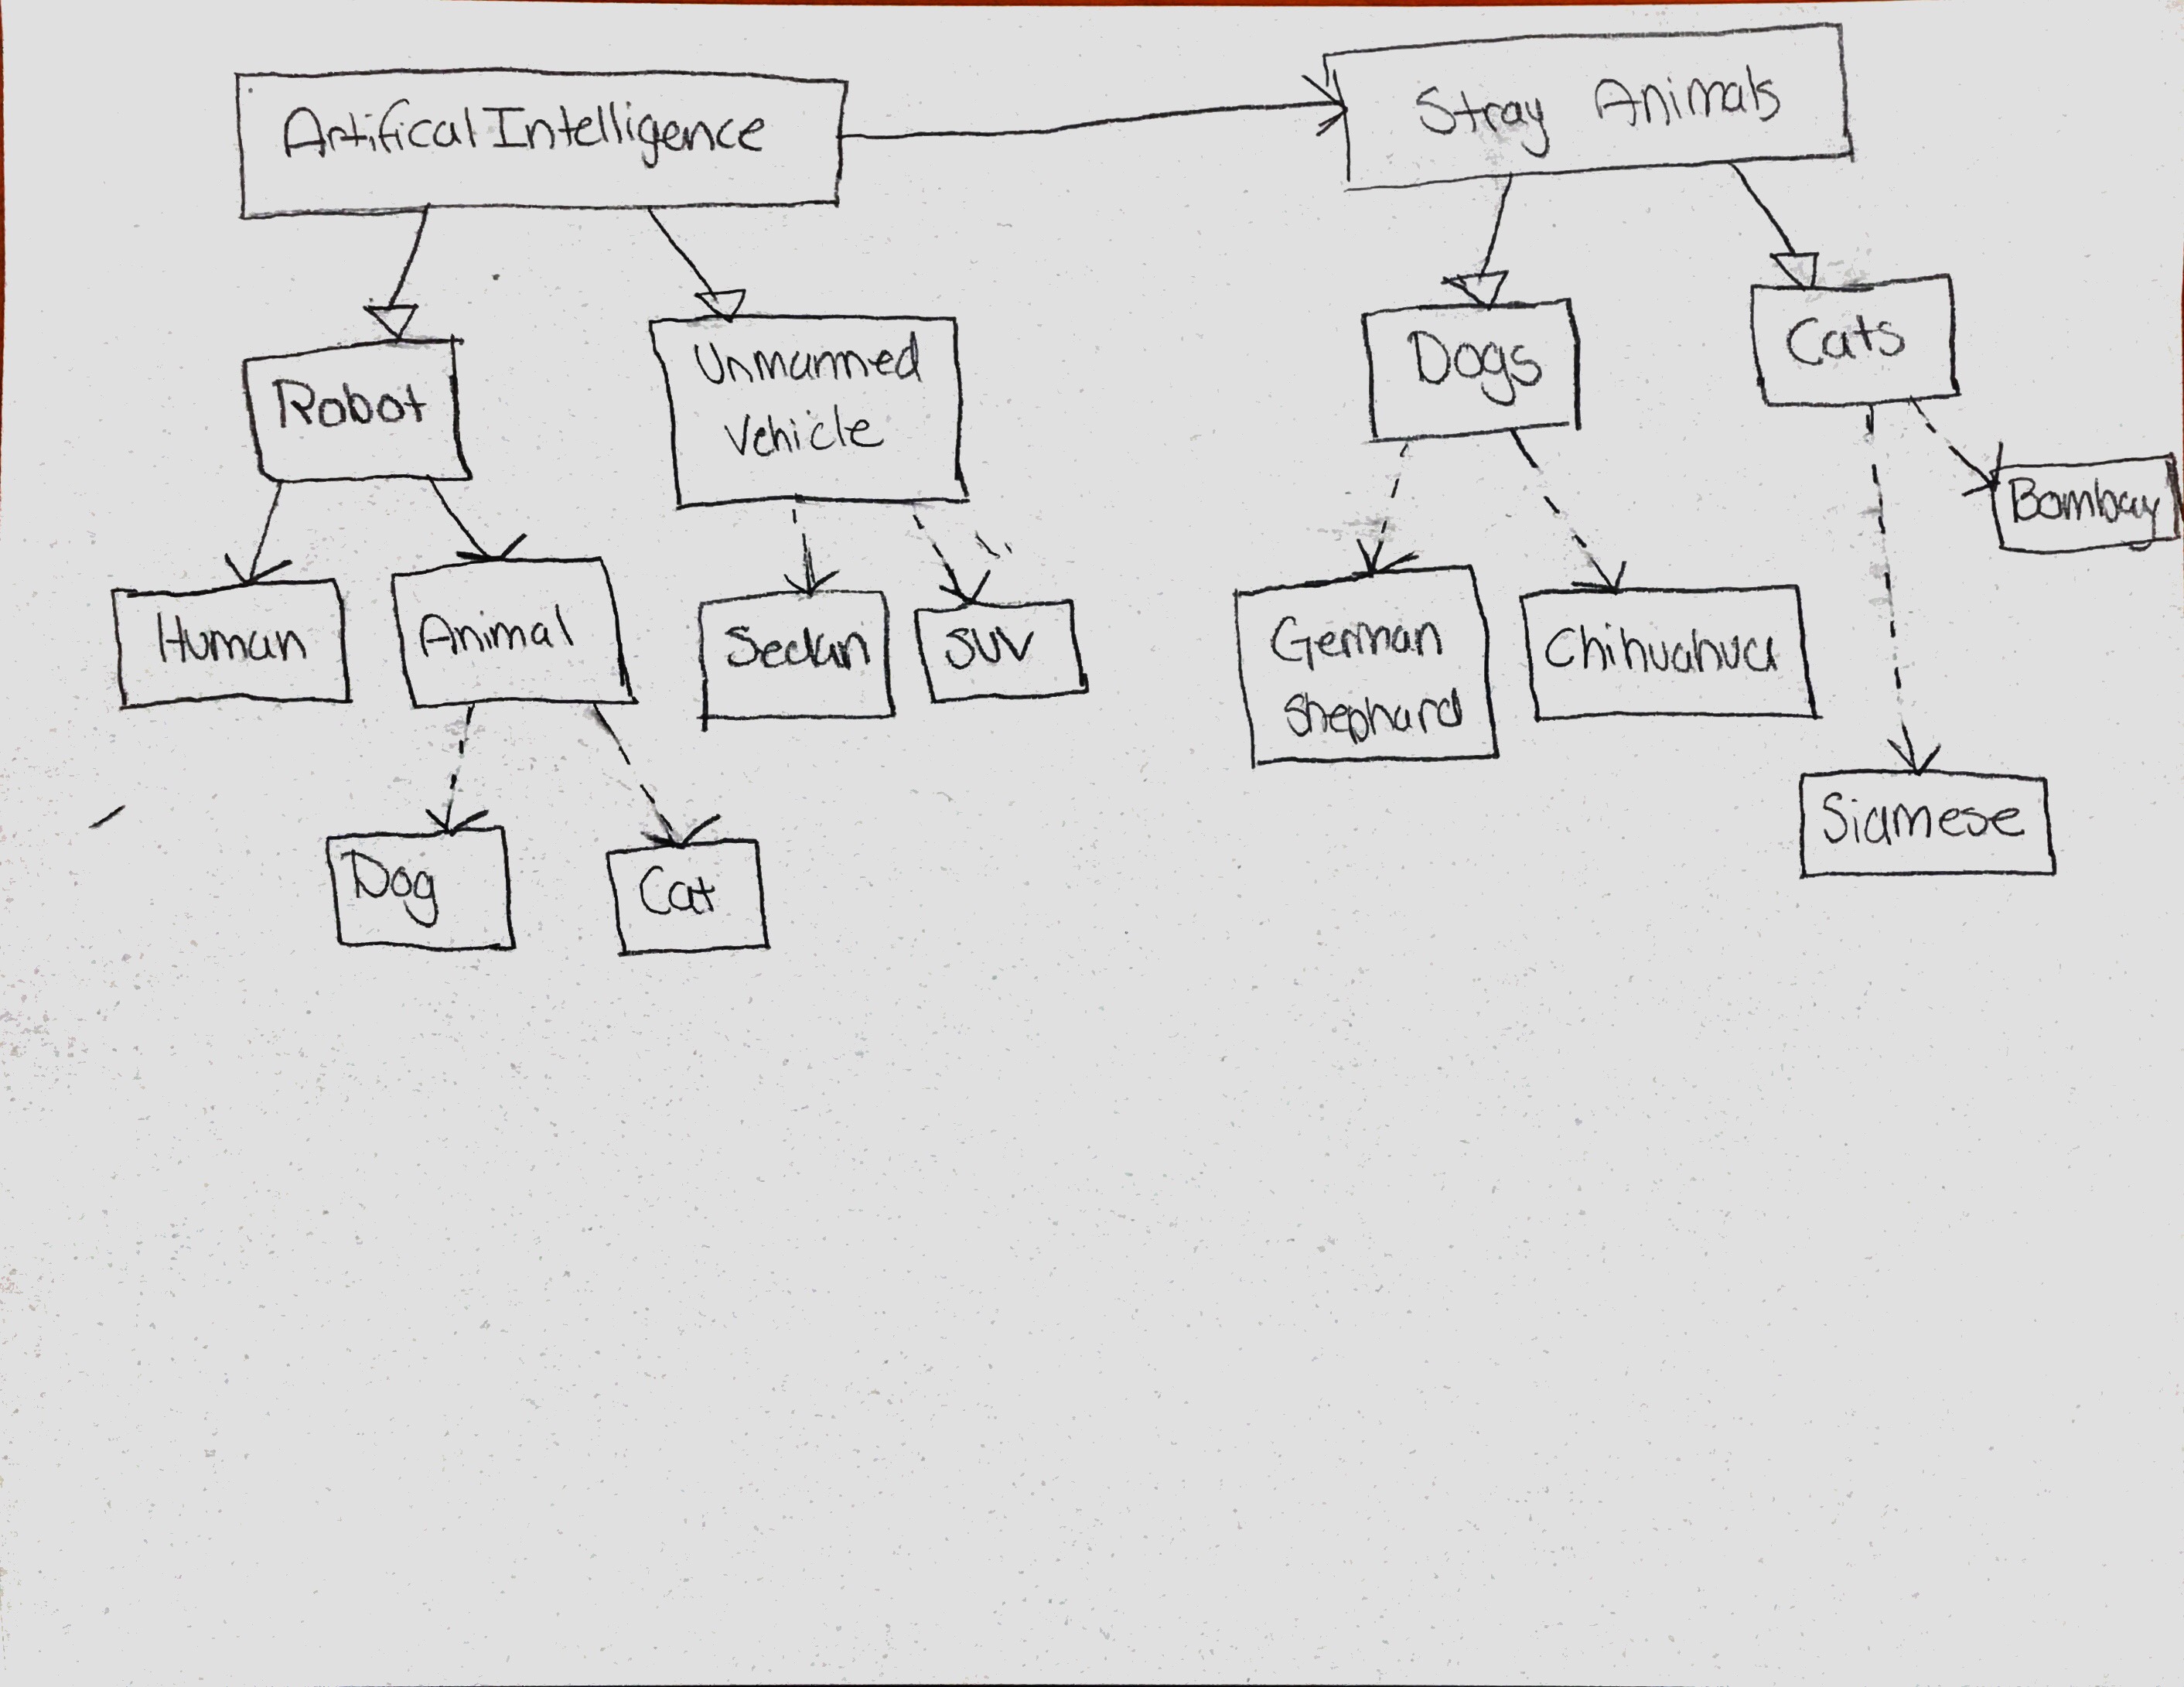 Artifical Intelligence
Stray Animals
Robot
Unmanned
Vehicle
Dogs
Cats
Bombay
Human
Animal
Sedan
SUV
German
Shephard
Chihuahua
Siamese
Dog
Cat